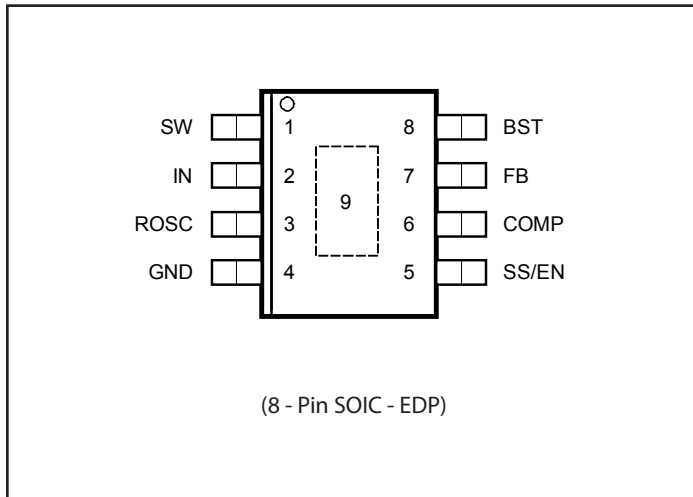 SW 1 8 BST
IN 2 7 FB
9
ROSC 3 6 COMP
GND 4 5 SS/EN
(8 - Pin SOIC - EDP)